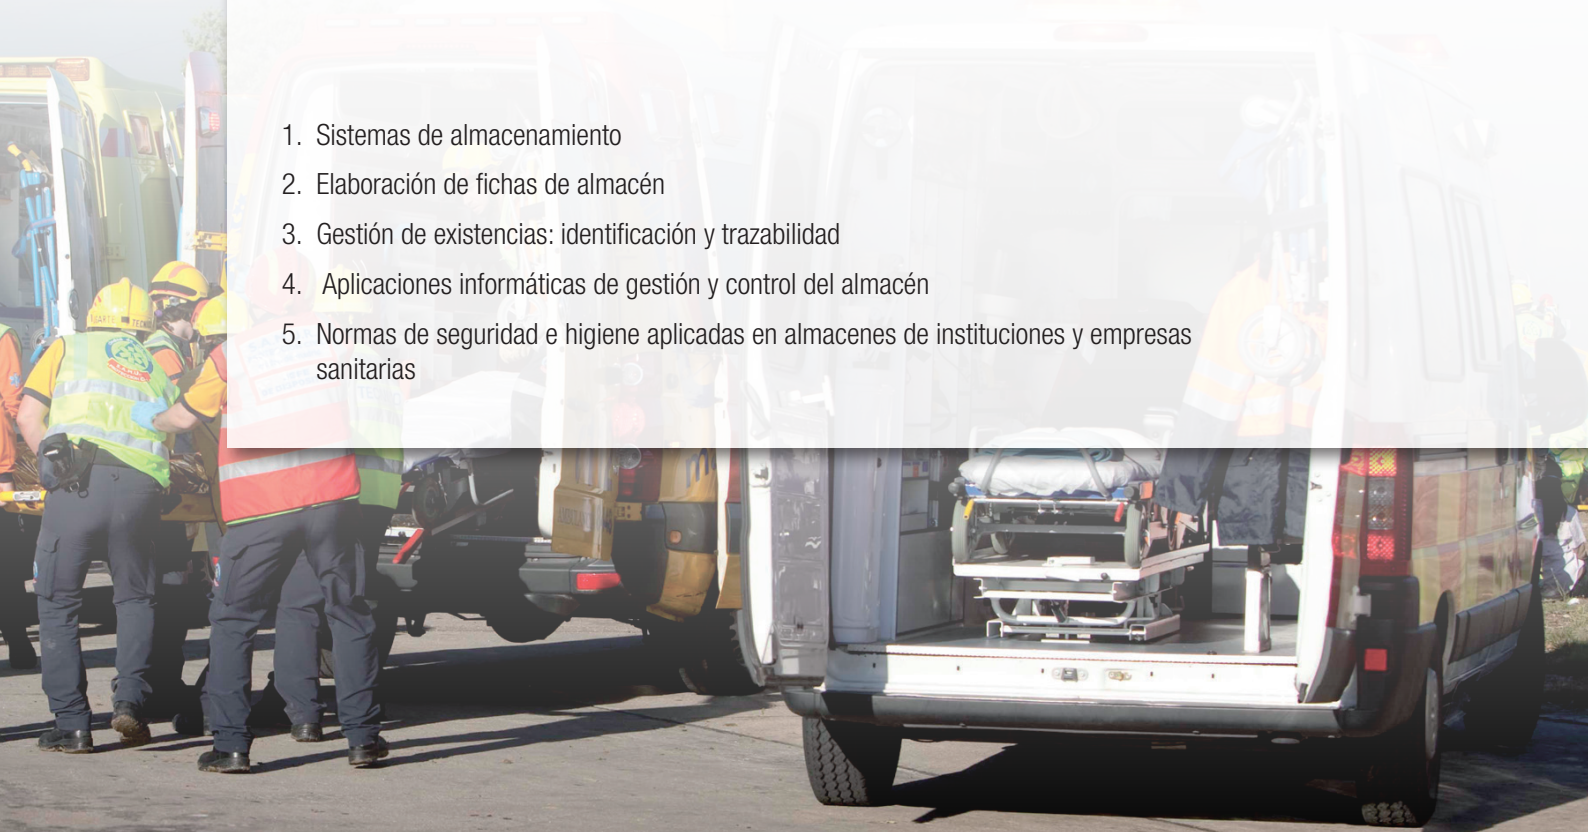 1. Sistemas de almacenamiento
2. Elaboración de fichas de almacén
3. Gestión de existencias: identificación y trazabilidad
4. Aplicaciones informáticas de gestión y control del almacén
5. Normas de seguridad e higiene aplicadas en almacenes de instituciones y empresas
sanitarias